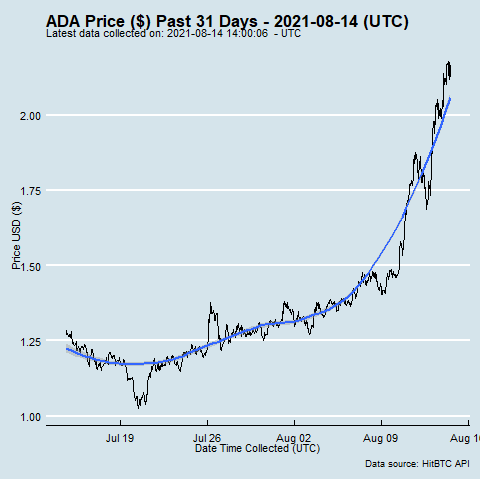 ADA Price ($) Past 31 Days - 2021-08-14 (UTC)
Latest data collected on: 2021-08-14 14:00:06 - UTC
2.00
1.75
1.50
1.25
1.00
Price USD ($)
Jul 19
Jul 26
Aug 02
Aug 09
Aug 16
Date Time Collected (UTC)
Data source: HitBTC API